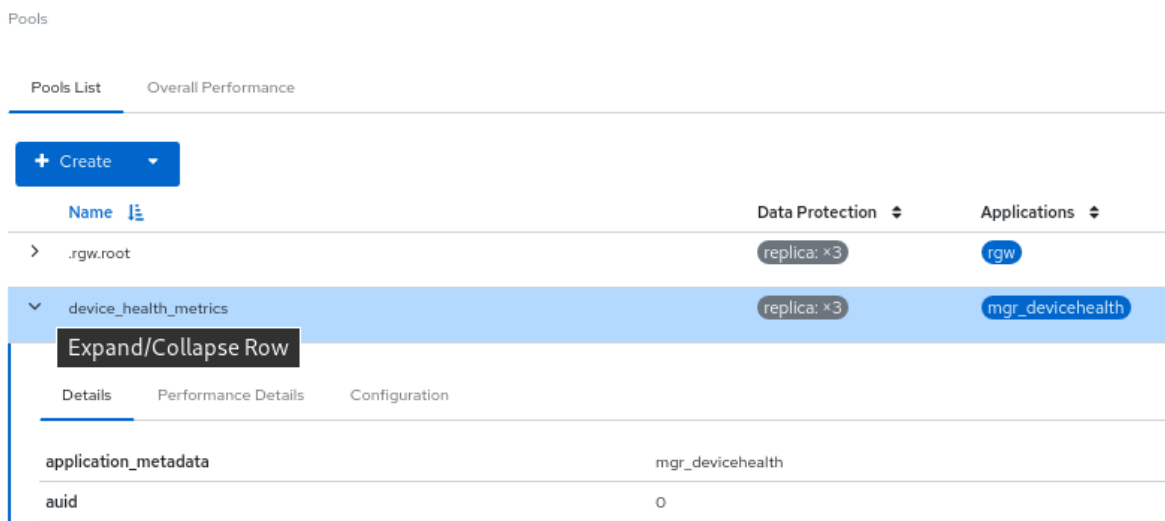 Pools
Pools List Overall Performance
+ Create
Name Data Protection Applications
.rgw.root replica: ×3 rgw
device_health_metrics replica: ×3 mgr_devicehealth
Expand/Collapse Row
Details Performance Details Configuration
application_metadata mgr_devicehealth
auid 0